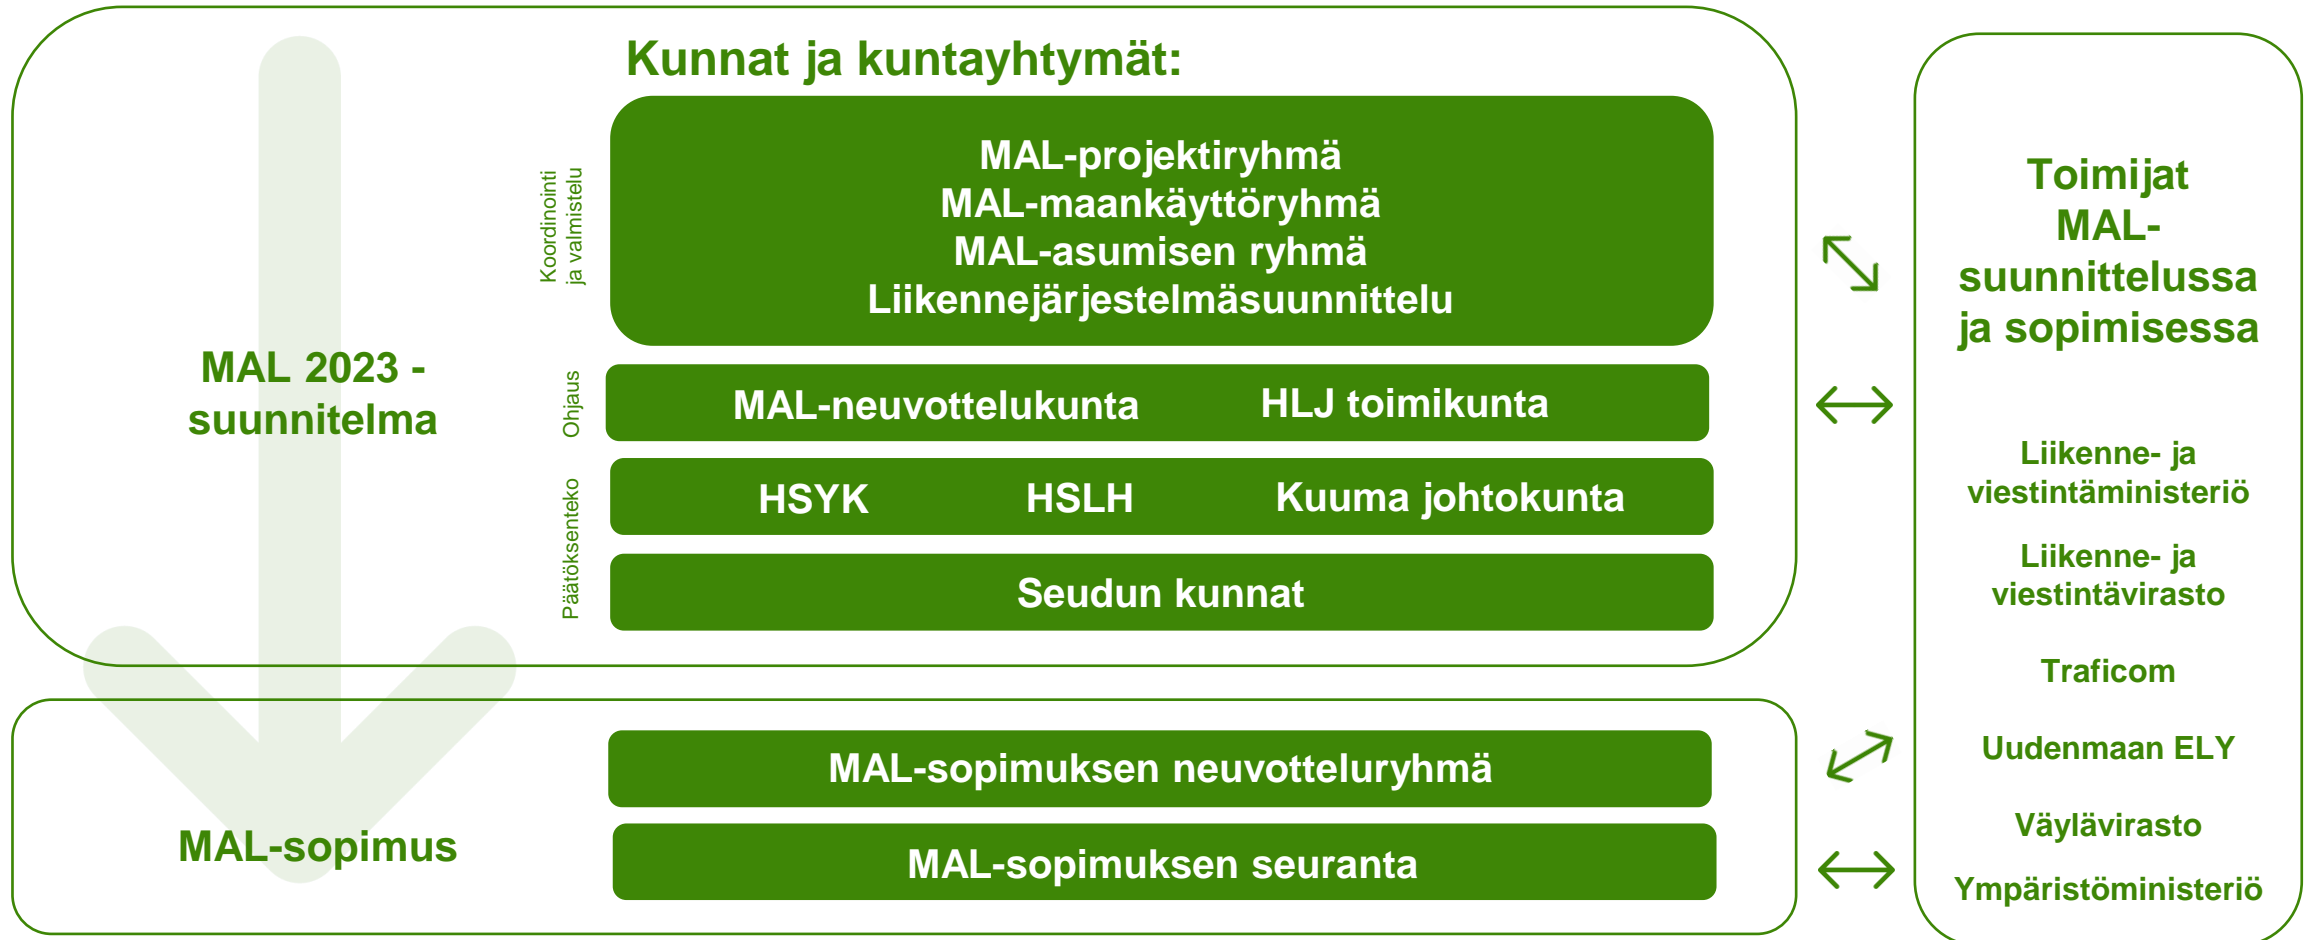 Kunnat ja kuntayhtymät:
MAL 2023 -
suunnitelma
Koordinointi
ja valmistelu
MAL-projektiryhmä
MAL-maankäyttöryhmä
MAL-asumisen ryhmä
Liikennejärjestelmäsuunnittelu
Ohjaus
MAL-neuvottelukunta HLJ toimikunta
Päätöksenteko
HSYK HSLH Kuuma johtokunta
Seudun kunnat
MAL-sopimus
MAL-sopimuksen neuvotteluryhmä
MAL-sopimuksen seuranta
Toimijat
MAL-
suunnittelussa
ja sopimisessa
Liikenne- ja
viestintäministeriö
Liikenne- ja
viestintävirasto
Traficom
Uudenmaan ELY
Väylävirasto
Ympäristöministeriö